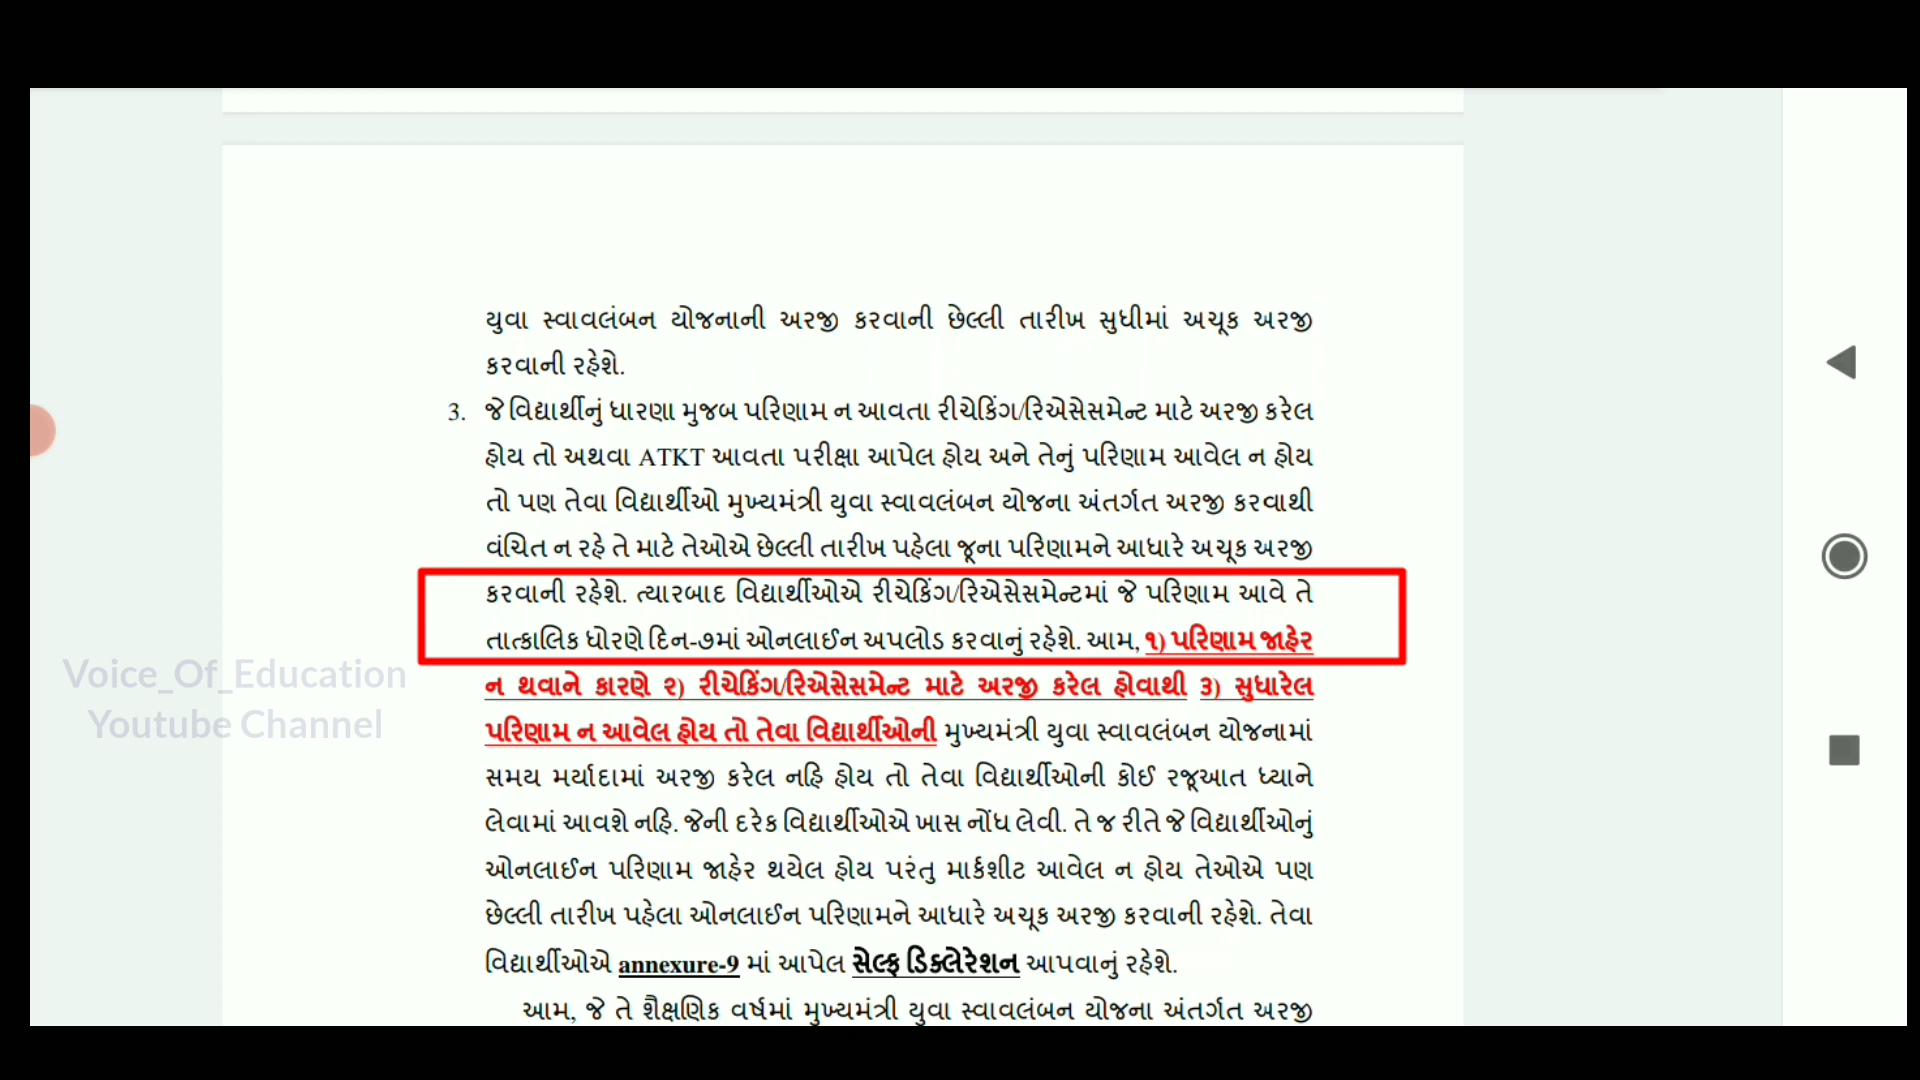 યુવા સ્વાવલંબન યોજનાની અરજી કરવાની છેલ્લી તારીખ સુધીમાં અચૂક અરજી
કરવાની રહેશે.
3. જે વિદ્યાર્થીનું ધારણા મુજબ પરિણામ ન આવતા રીચેકિંગ/રિએસેસમેન્ટ માટે અરજી કરેલ
હોય તો અથવા ATKT આવતા પરીક્ષા આપેલ હોય અને તેનું પરિણામ આવેલ ન હોય
તો પણ તેવા વિદ્યાર્થીઓ મુખ્યમંત્રી યુવા સ્વાવલંબન યોજના અંતર્ગત અરજી કરવાથી
વંચિત ન રહે તે માટે તેઓએ છેલ્લી તારીખ પહેલા જૂના પરિણામને આધારે અચૂક અરજી
કરવાની રહેશે. ત્યારબાદ વિદ્યાર્થીઓએ રીચેકિંગ/રિએસેસમેન્ટમાં જે પરિણામ આવે તે
તાત્કાલિક ધોરણે દિન-૭માં ઓનલાઈન અપલોડ કરવાનું રહેશે. આમ, ૧) પરિણામ જાહેર
ન થવાને કારણે ૨) રીચેકિંગ/રિએસેસમેન્ટ માટે અરજી કરેલ હોવાથી ૩) સુધારેલ
પરિણામ ન આવેલ હોય તો તેવા વિદ્યાર્થીઓની મુખ્યમંત્રી યુવા સ્વાવલંબન યોજનામાં
સમય મર્યાદામાં અરજી કરેલ નહિ હોય તો તેવા વિદ્યાર્થીઓની કોઈ રજૂઆત ધ્યાને
લેવામાં આવશે નહિ. જેની દરેક વિદ્યાર્થીઓએ ખાસ નોંધ લેવી. તે જ રીતે જે વિદ્યાર્થીઓનું
ઓનલાઈન પરિણામ જાહેર થયેલ હોય પરંતુ માર્કશીટ આવેલ ન હોય તેઓએ પણ
છેલ્લી તારીખ પહેલા ઓનલાઈન પરિણામને આધારે અચૂક અરજી કરવાની રહેશે. તેવા
વિદ્યાર્થીઓએ annexure-9 માં આપેલ સેલ્ફ ડિક્લેરેશન આપવાનું રહેશે.
આમ, જે તે શૈક્ષણિક વર્ષમાં મુખ્યમંત્રી યુવા સ્વાવલંબન યોજના અંતર્ગત અરજી
Voice_Of_Education
Youtube Channel